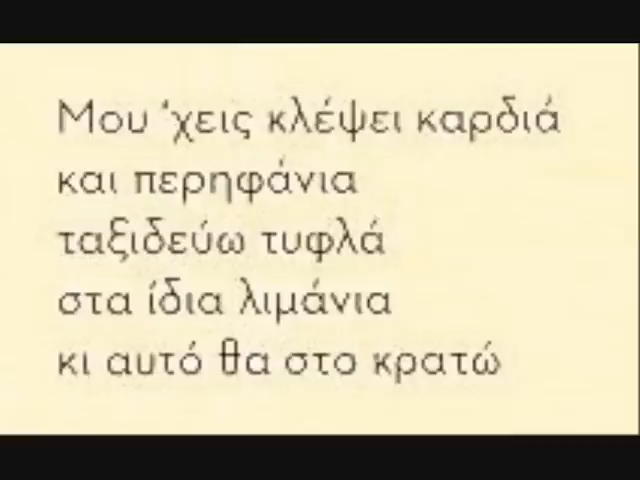 Μου ‘χεις κλέψει καρδιά
και περηφάνια
ταξιδεύω τυφλά
στα ίδια λιμάνια
κι αυτό θα στο κρατώ